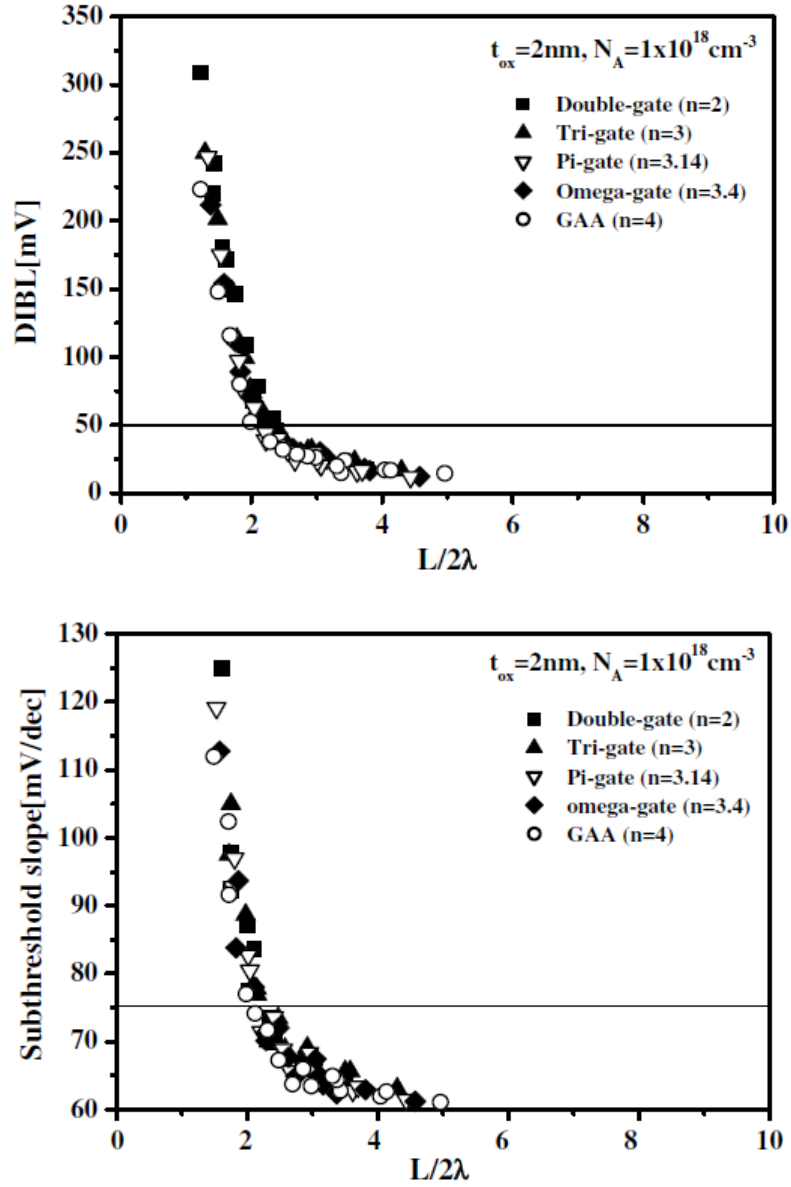 350
300
250
200
150
100
50
0
DIBL[mV]
t_ox=2nm, N_A=1x10^18cm^-3
Double-gate (n=2)
Tri-gate (n=3)
Pi-gate (n=3.14)
Omega-gate (n=3.4)
GAA (n=4)
0 2 4 6 8 10
L/2λ
130
120
110
100
90
80
70
60
Subthreshold slope[mV/dec]
t_ox=2nm, N_A=1x10^18cm^-3
Double-gate (n=2)
Tri-gate (n=3)
Pi-gate (n=3.14)
omega-gate (n=3.4)
GAA (n=4)
0 2 4 6 8 10
L/2λ